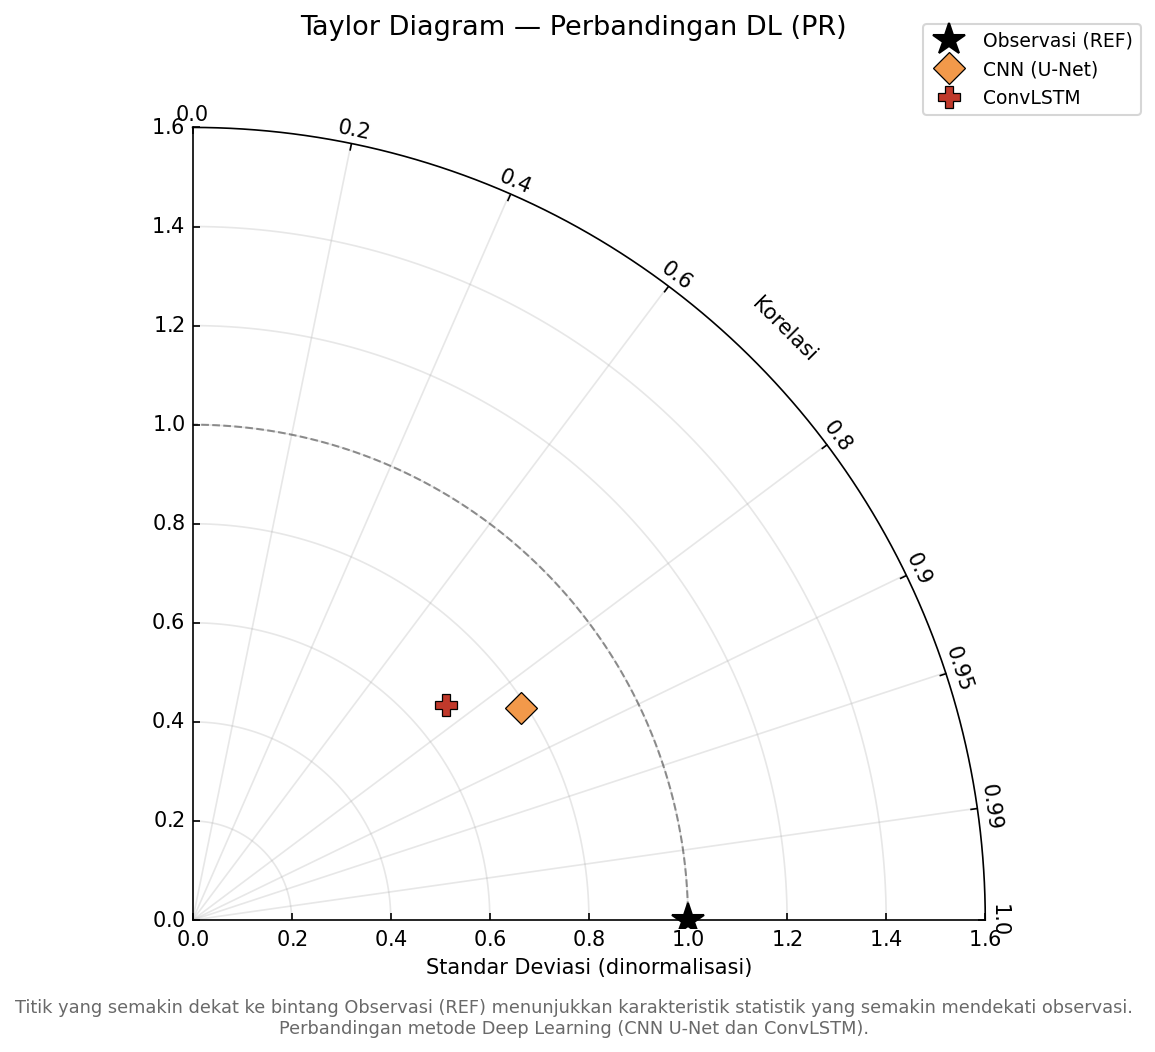 Taylor Diagram — Perbandingan DL (PR)
Observasi (REF)
CNN (U-Net)
ConvLSTM
0.0
0.2
0.4
0.6
Korelasi
0.8
0.9
0.95
0.99
1.0
1.6
1.4
1.2
1.0
0.8
0.6
0.4
0.2
0.0
0.0 0.2 0.4 0.6 0.8 1.0 1.2 1.4 1.6
Standar Deviasi (dinormalisasi)
Titik yang semakin dekat ke bintang Observasi (REF) menunjukkan karakteristik statistik yang semakin mendekati observasi.
Perbandingan metode Deep Learning (CNN U-Net dan ConvLSTM).